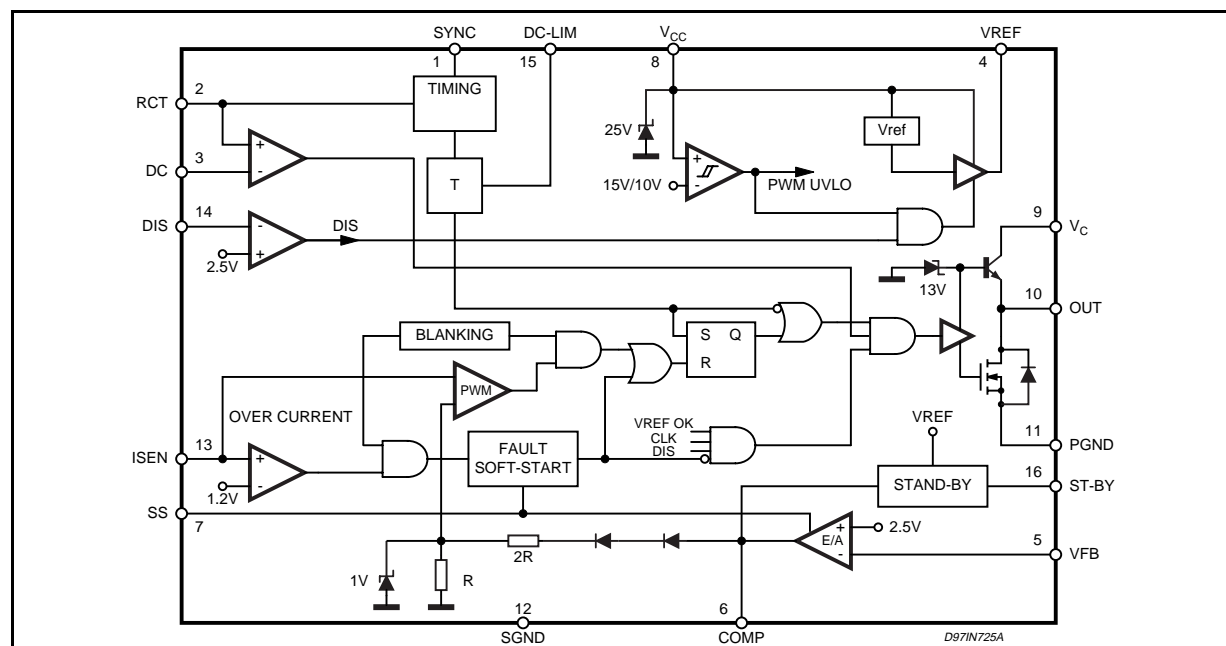 SYNC DC-LIM VCC VREF
1 15 8 4
2
RCT
TIMING
25V
Vref
+
-
3
DC
T
+
-
15V/10V
PWM UVLO
14
DIS
-
+
DIS
2.5V
9
VC
13V
10
OUT
BLANKING
S Q
R
PWM
OVER CURRENT
VREF OK
CLK
DIS
VREF
11
PGND
13
ISEN
+
-
1.2V
FAULT
SOFT-START
STAND-BY
16
ST-BY
SS
7
+
-
E/A
2.5V
5
VFB
2R
1V
R
12
SGND
6
COMP
D97IN725A